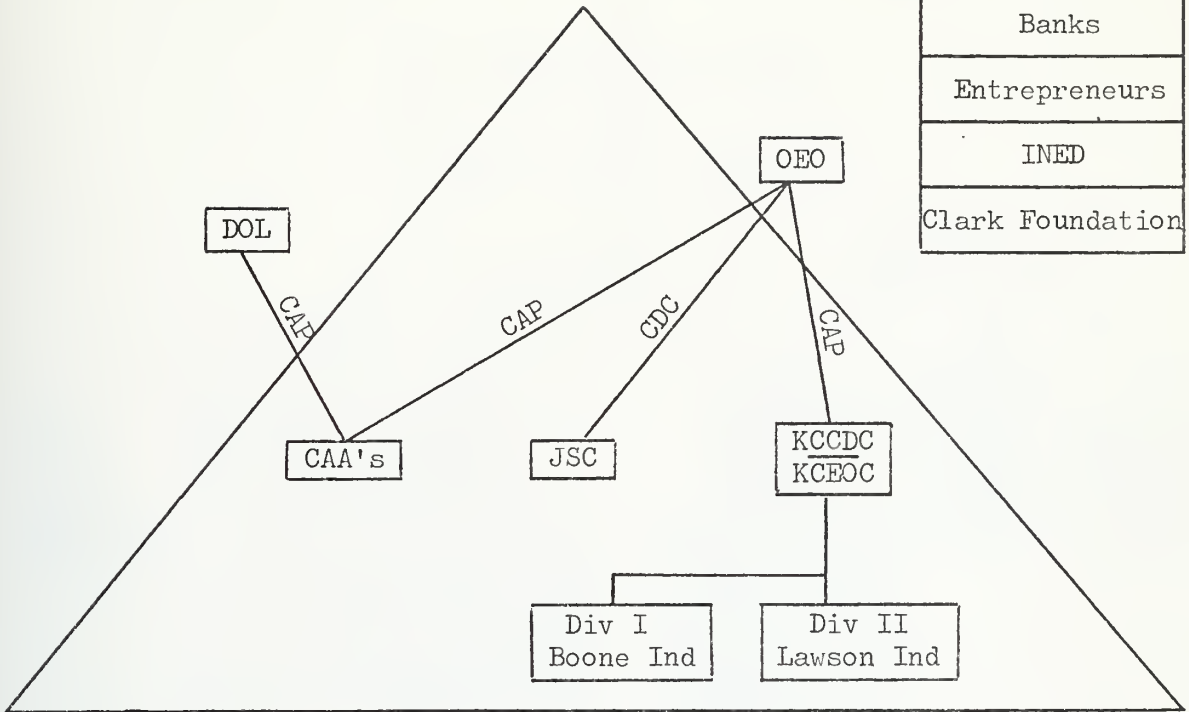 Banks
Entrepreneurs
INED
Clark Foundation
OEO
DOL
CAP
CAP
CDC
CAP
CAA's
JSC
KCCDC
KCEOC
Div I
Boone Ind
Div II
Lawson Ind